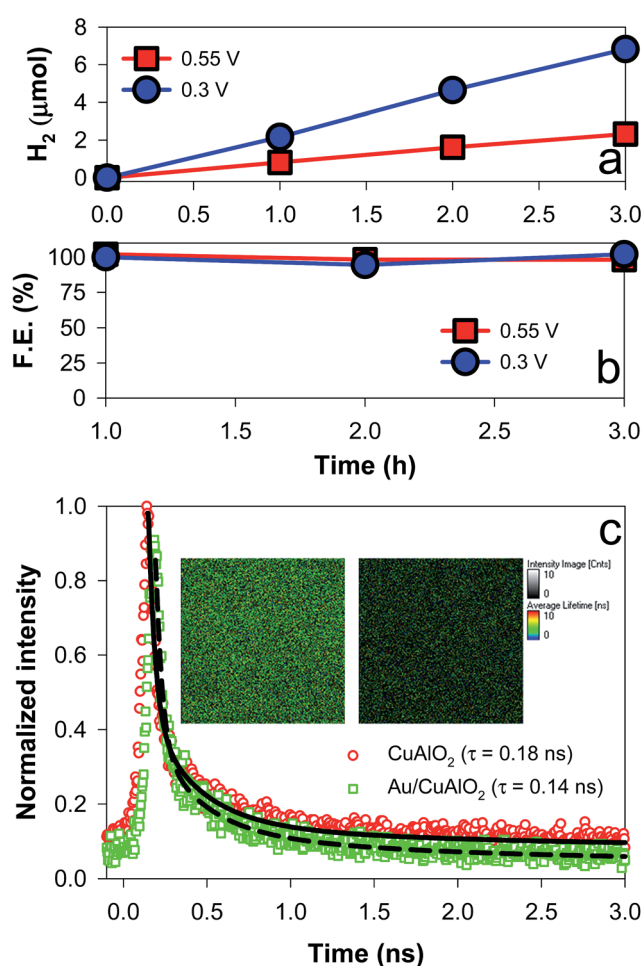 H₂ (μmol)
8
6
4
2
0
0.55 V
0.3 V
a
0.0 0.5 1.0 1.5 2.0 2.5 3.0
F.E. (%)
100
75
50
25
0
0.55 V
0.3 V
b
1.0 1.5 2.0 2.5 3.0
Time (h)
Normalized intensity
1.0
0.8
0.6
0.4
0.2
0.0
c
Intensity Image [Cnts]
10
0
Average Lifetime [ns]
10
0
CuAlO₂ (τ = 0.18 ns)
Au/CuAlO₂ (τ = 0.14 ns)
0.0 0.5 1.0 1.5 2.0 2.5 3.0
Time (ns)